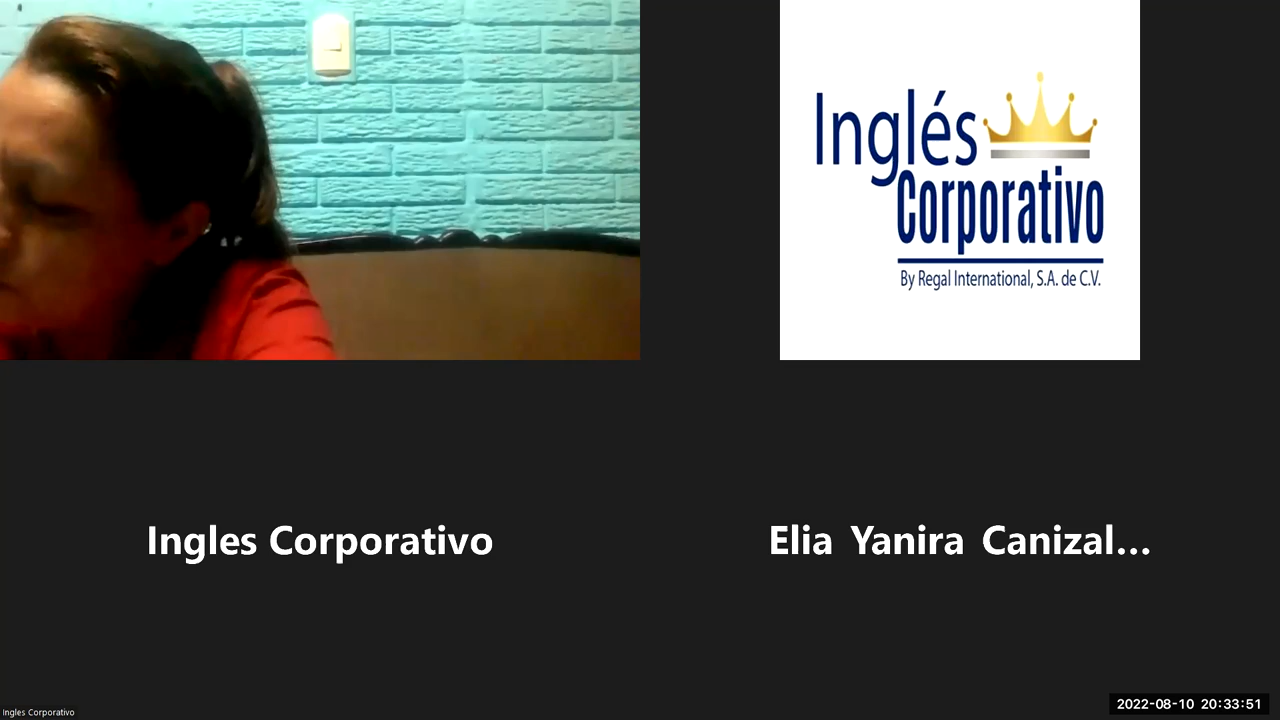 Inglés
Corporativo
By Regal International, S.A. de C.V.
Ingles Corporativo
Elia Yanira Canizal...
Ingles Corporativo
2022-08-10 20:33:51